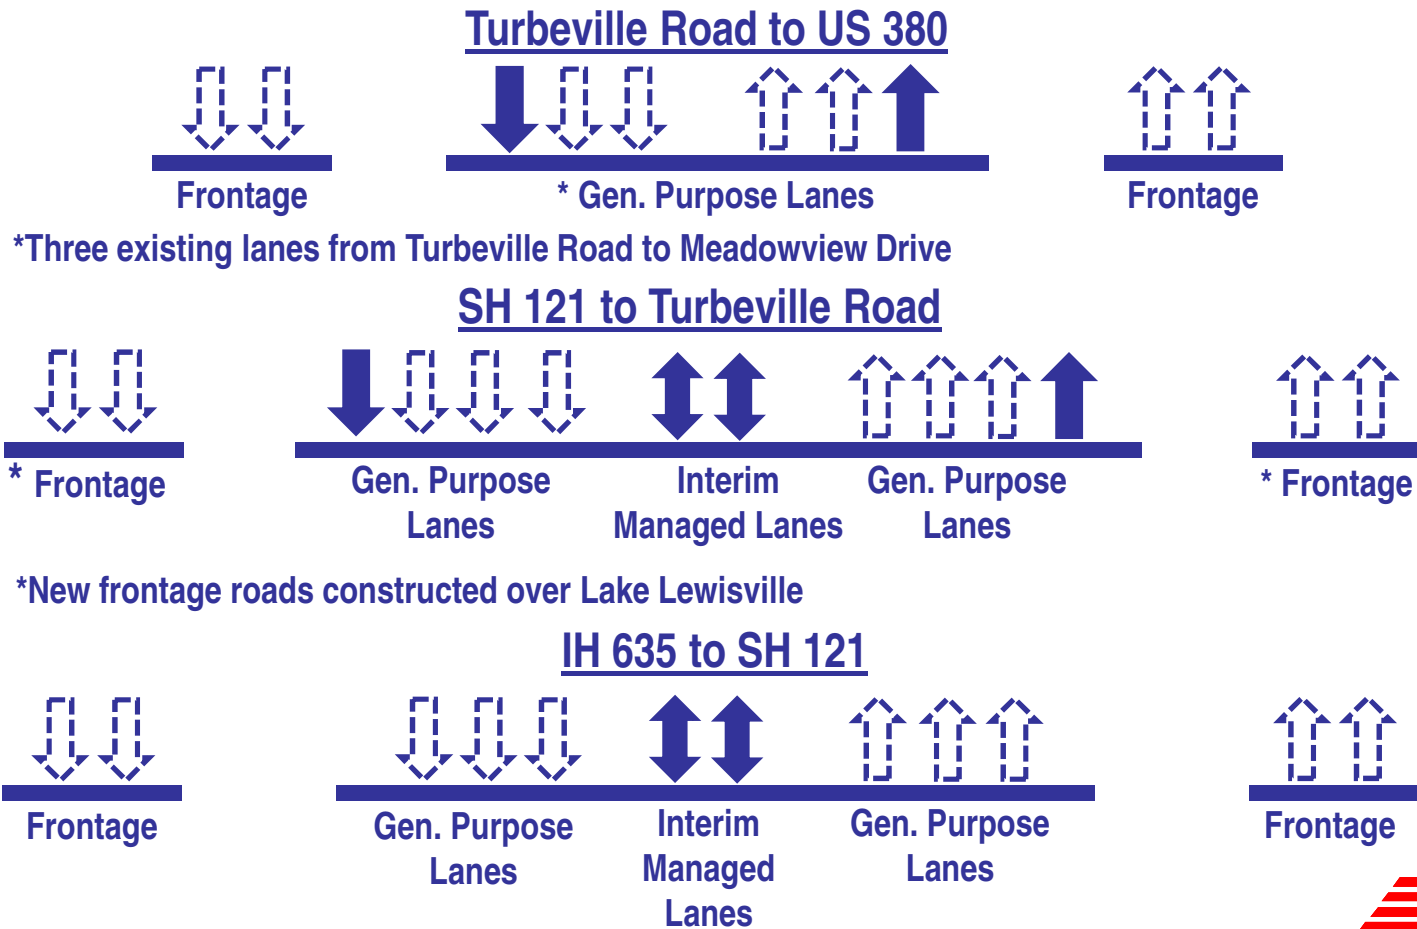 Turbeville Road to US 380
Frontage
* Gen. Purpose Lanes
Frontage
*Three existing lanes from Turbeville Road to Meadowview Drive
SH 121 to Turbeville Road
* Frontage
Gen. Purpose
Lanes
Interim
Managed Lanes
Gen. Purpose
Lanes
* Frontage
*New frontage roads constructed over Lake Lewisville
IH 635 to SH 121
Frontage
Gen. Purpose
Lanes
Interim
Managed
Lanes
Gen. Purpose
Lanes
Frontage